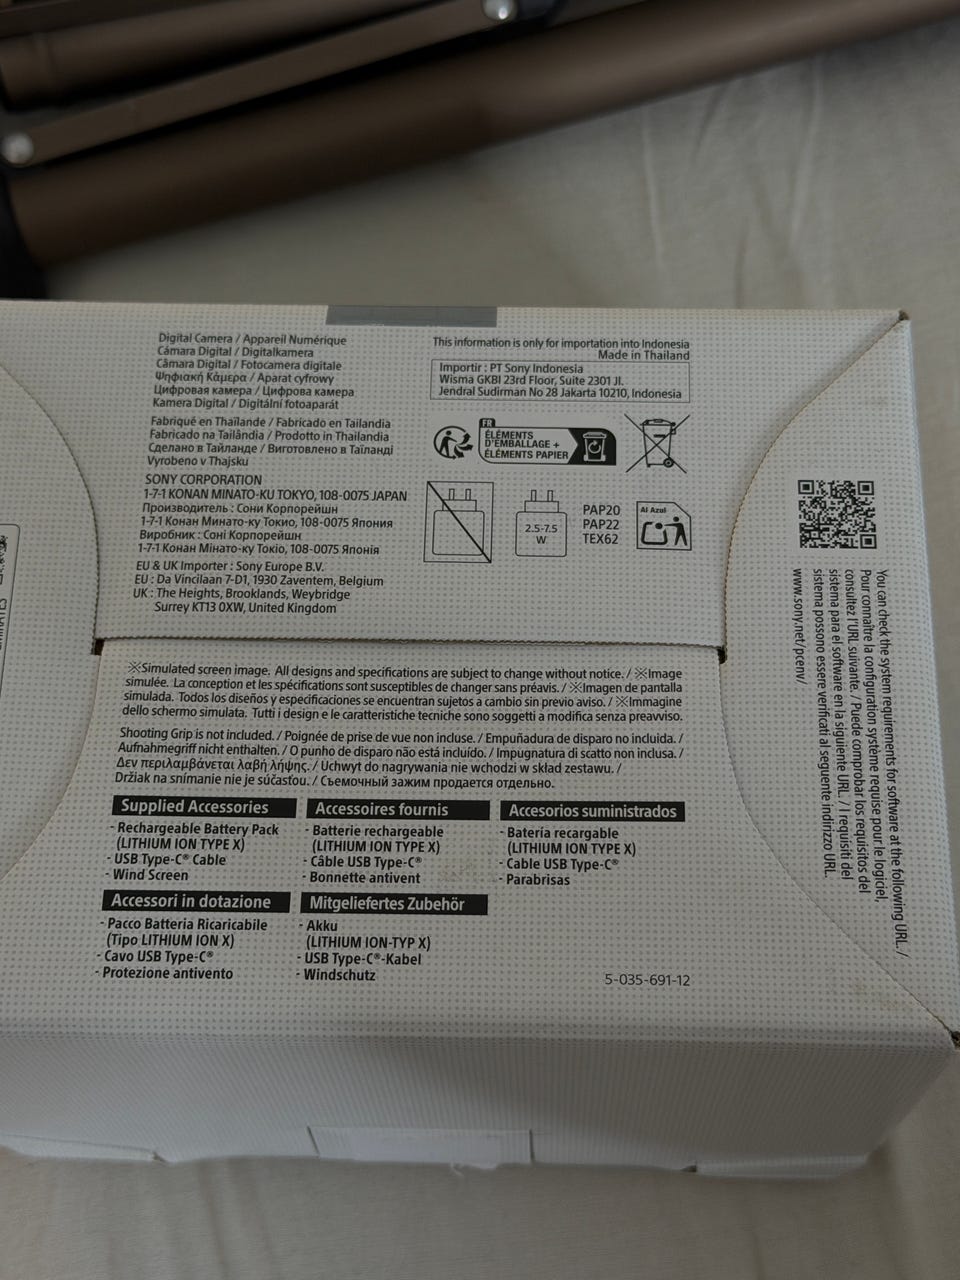 Digital Camera / Appareil Numérique
Cámara Digital / Digitalkamera
Câmara Digital / Fotocamera digitale
Ψηφιακή Κάμερα / Aparat cyfrowy
Цифровая камера / Цифрова камера
Kamera Digital / Digitální fotoaparát
Fabriqué en Thaïlande / Fabricado en Tailandia
Fabricado na Tailândia / Prodotto in Thailandia
Сделано в Тайланде / Виготовлено в Таїланді
Vyrobeno v Thajsku
SONY CORPORATION
1-7-1 KONAN MINATO-KU TOKYO, 108-0075 JAPAN
Производитель : Сони Корпорейшн
1-7-1 Конан Минато-ку Токио, 108-0075 Япония
Виробник : Соні Корпорейшн
1-7-1 Конан Мінато-ку Токіо, 108-0075 Японія
EU & UK Importer : Sony Europe B.V.
EU : Da Vincilaan 7-D1, 1930 Zaventem, Belgium
UK : The Heights, Brooklands, Weybridge
Surrey KT13 0XW, United Kingdom
This information is only for importation into Indonesia
Made in Thailand
Importir : PT Sony Indonesia
Wisma GKBI 23rd Floor, Suite 2301 Jl.
Jendral Sudirman No 28 Jakarta 10210, Indonesia
FR
ÉLÉMENTS
D'EMBALLAGE +
ÉLÉMENTS PAPIER
2.5-7.5
W
PAP20
PAP22
TEX62
Al Azul
※Simulated screen image. All designs and specifications are subject to change without notice. / ※Image
simulée. La conception et les spécifications sont susceptibles de changer sans préavis. / ※Imagen de pantalla
simulada. Todos los diseños y especificaciones se encuentran sujetos a cambio sin previo aviso. / ※Immagine
dello schermo simulata. Tutti i design e le caratteristiche tecniche sono soggetti a modifica senza preavviso.
Shooting Grip is not included. / Poignée de prise de vue non incluse. / Empuñadura de disparo no incluida. /
Aufnahmegriff nicht enthalten. / O punho de disparo não está incluído. / Impugnatura di scatto non inclusa. /
Δεν περιλαμβάνεται λαβή λήψης. / Uchwyt do nagrywania nie wchodzi w skład zestawu. /
Držiak na snímanie nie je súčasťou. / Съемочный зажим продается отдельно.
Supplied Accessories
- Rechargeable Battery Pack
(LITHIUM ION TYPE X)
- USB Type-C® Cable
- Wind Screen
Accessoires fournis
- Batterie rechargeable
(LITHIUM ION TYPE X)
- Câble USB Type-C®
- Bonnette antivent
Accesorios suministrados
- Batería recargable
(LITHIUM ION TYPE X)
- Cable USB Type-C®
- Parabrisas
Accessori in dotazione
- Pacco Batteria Ricaricabile
(Tipo LITHIUM ION X)
- Cavo USB Type-C®
- Protezione antivento
Mitgeliefertes Zubehör
- Akku
(LITHIUM ION-TYP X)
- USB Type-C®-Kabel
- Windschutz
5-035-691-12
You can check the system requirements for software at the following URL. /
Pour connaître la configuration système requise pour le logiciel,
consultez l'URL suivante. / Puede comprobar los requisitos del
sistema para el software en la siguiente URL. / I requisiti del
sistema possono essere verificati al seguente indirizzo URL.
www.sony.net/pcenv/